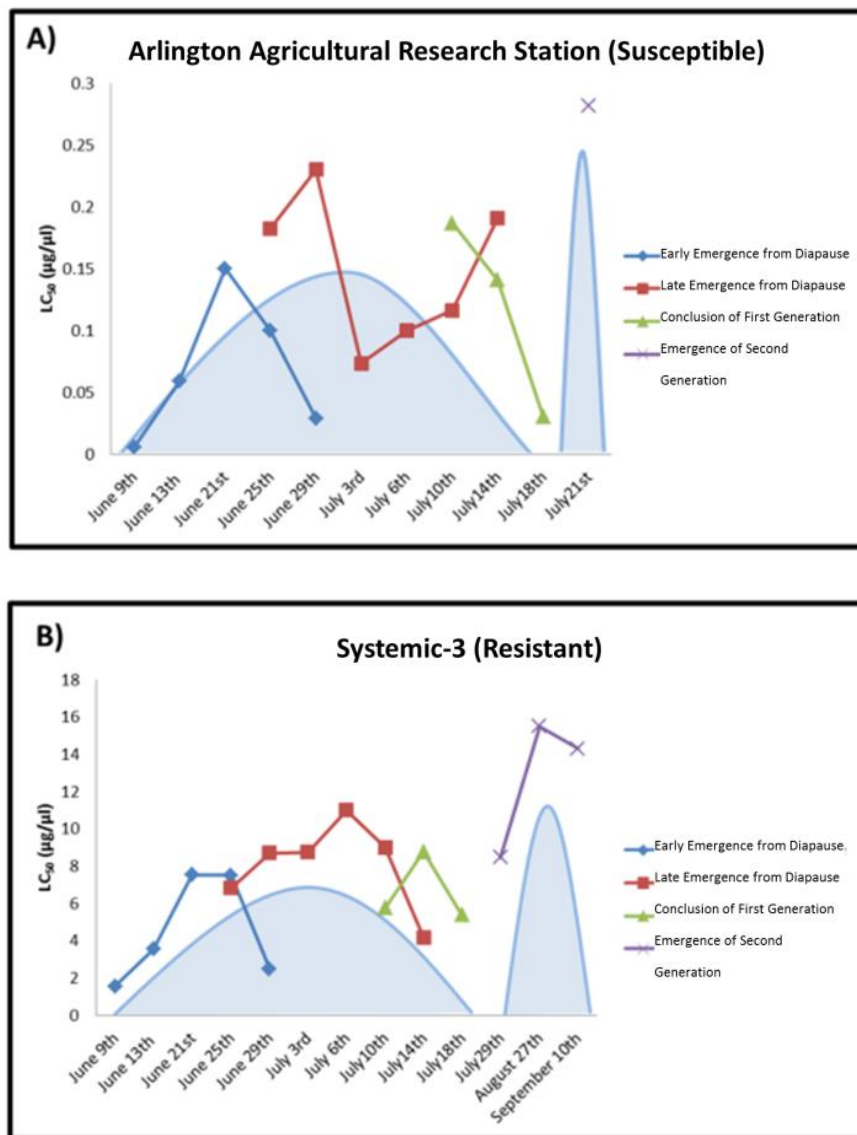 A)
Arlington Agricultural Research Station (Susceptible)
LC₅₀ (µg/µl)
0.3
0.25
0.2
0.15
0.1
0.05
0
June 9th
June 13th
June 21st
June 25th
June 29th
July 3rd
July 6th
July10th
July14th
July18th
July21st
Early Emergence from Diapause
Late Emergence from Diapause
Conclusion of First Generation
Emergence of Second
Generation
B)
Systemic-3 (Resistant)
LC₅₀ (µg/µl)
18
16
14
12
10
8
6
4
2
0
June 9th
June 13th
June 21st
June 25th
June 29th
July 3rd
July 6th
July10th
July14th
July18th
July29th
August 27th
September 10th
Early Emergence from Diapause.
Late Emergence from Diapause
Conclusion of First Generation
Emergence of Second
Generation